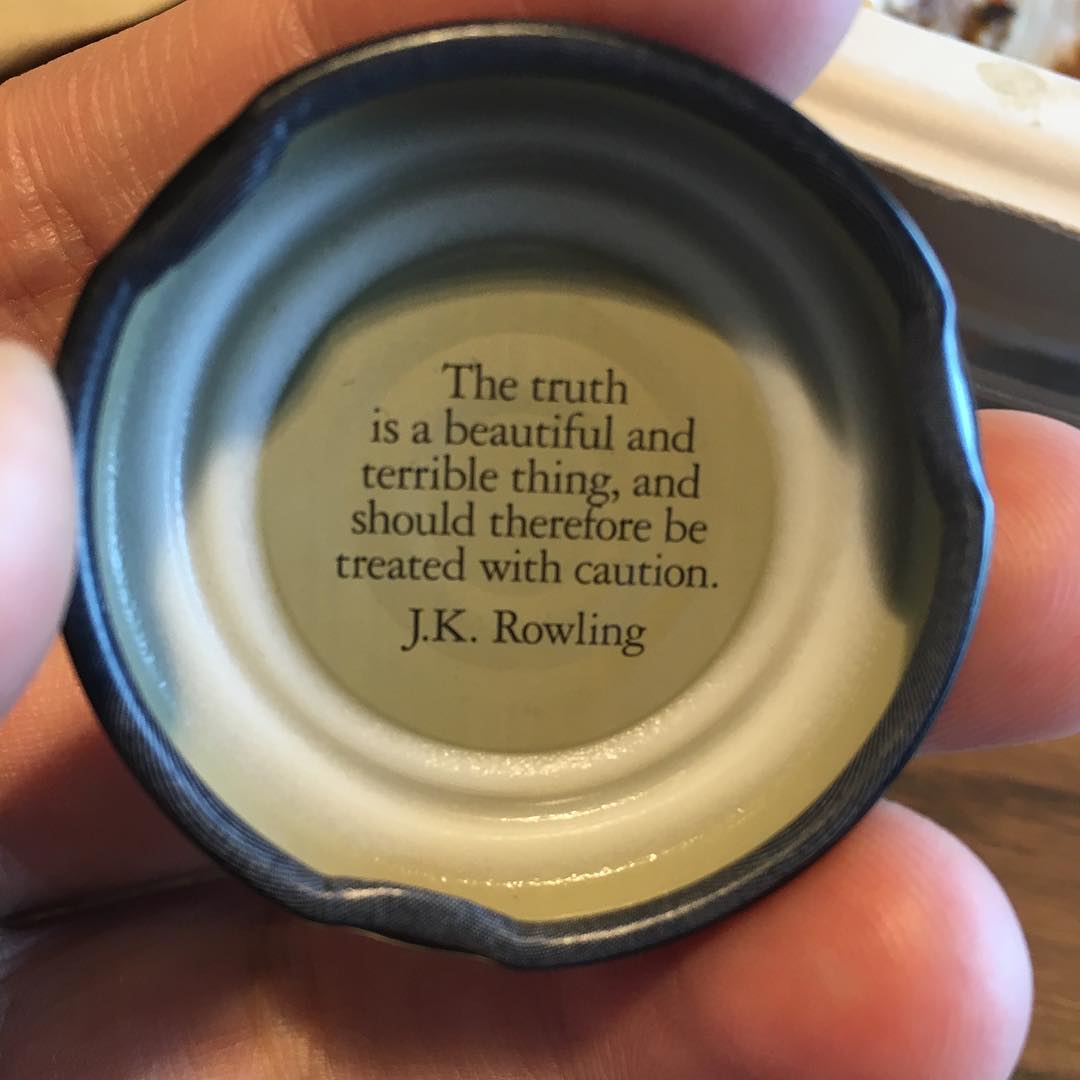 The truth
is a beautiful and
terrible thing, and
should therefore be
treated with caution.
J.K. Rowling